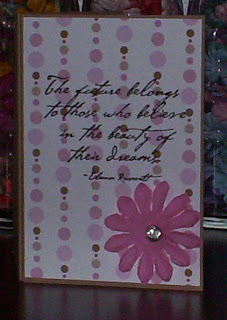 The future belongs
to those who believe
in the beauty of
their dreams